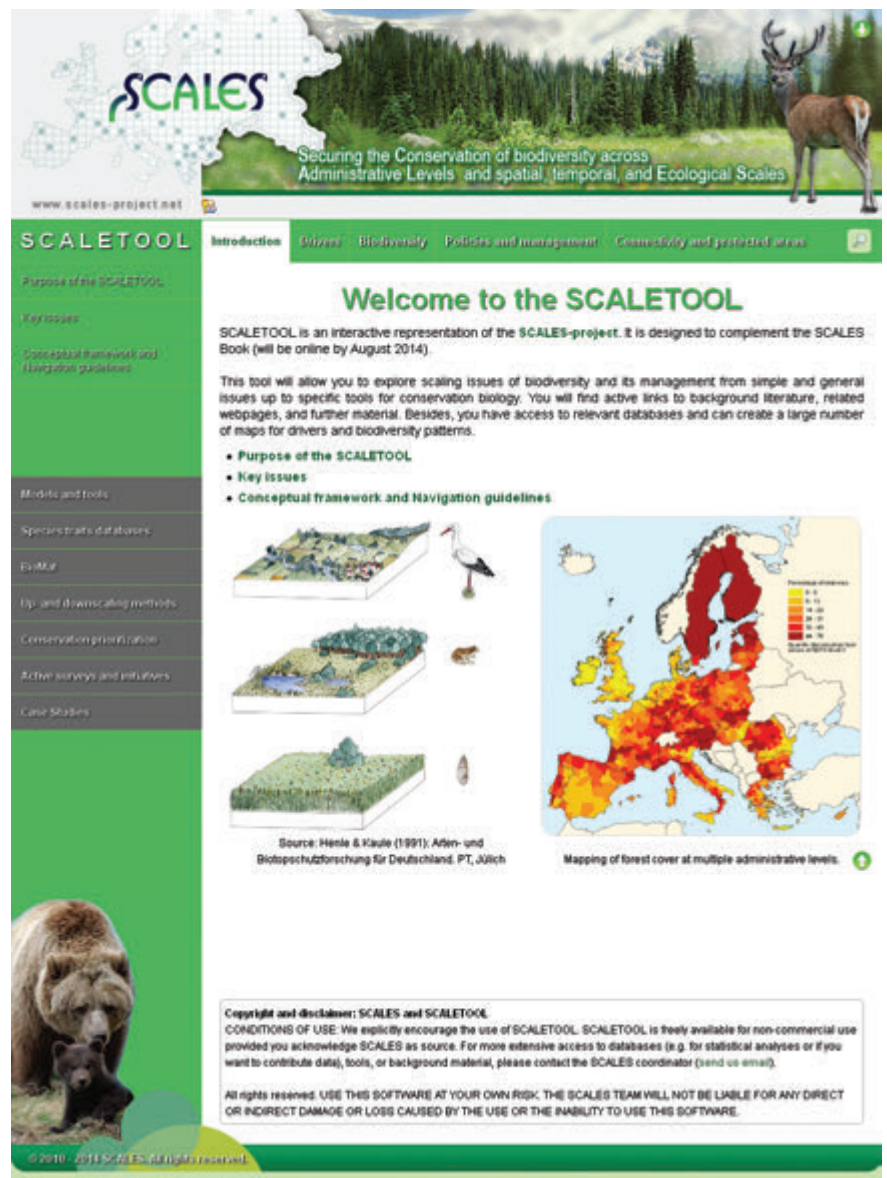 SCALES
Securing the Conservation of biodiversity across
Administrative Levels and spatial, temporal, and Ecological Scales
www.scales-project.net
SCALETOOL
Introduction
Drivers
Biodiversity
Policies and management
Connectivity and protected areas
Purpose of the SCALETOOL
Key issues
Conceptual framework and
Navigation guidelines
Models and tools
Species traits databases
BioMat
Up- and downscaling methods
Conservation prioritization
Active surveys and initiatives
Case Studies
Welcome to the SCALETOOL
SCALETOOL is an interactive representation of the SCALES-project. It is designed to complement the SCALES
Book (will be online by August 2014).
This tool will allow you to explore scaling issues of biodiversity and its management from simple and general
issues up to specific tools for conservation biology. You will find active links to background literature, related
webpages, and further material. Besides, you have access to relevant databases and can create a large number
of maps for drivers and biodiversity patterns.
• Purpose of the SCALETOOL
• Key issues
• Conceptual framework and Navigation guidelines
Source: Henle & Kaule (1991): Arten- und
Biotopschutzforschung für Deutschland. PT, Jülich
Mapping of forest cover at multiple administrative levels.
Copyright and disclaimer: SCALES and SCALETOOL
CONDITIONS OF USE: We explicitly encourage the use of SCALETOOL. SCALETOOL is freely available for non-commercial use
provided you acknowledge SCALES as source. For more extensive access to databases (e.g. for statistical analyses or if you
want to contribute data), tools, or background material, please contact the SCALES coordinator (send us email).
All rights reserved. USE THIS SOFTWARE AT YOUR OWN RISK. THE SCALES TEAM WILL NOT BE LIABLE FOR ANY DIRECT
OR INDIRECT DAMAGE OR LOSS CAUSED BY THE USE OR THE INABILITY TO USE THIS SOFTWARE.
© 2010 - 2014 SCALES. All rights reserved.